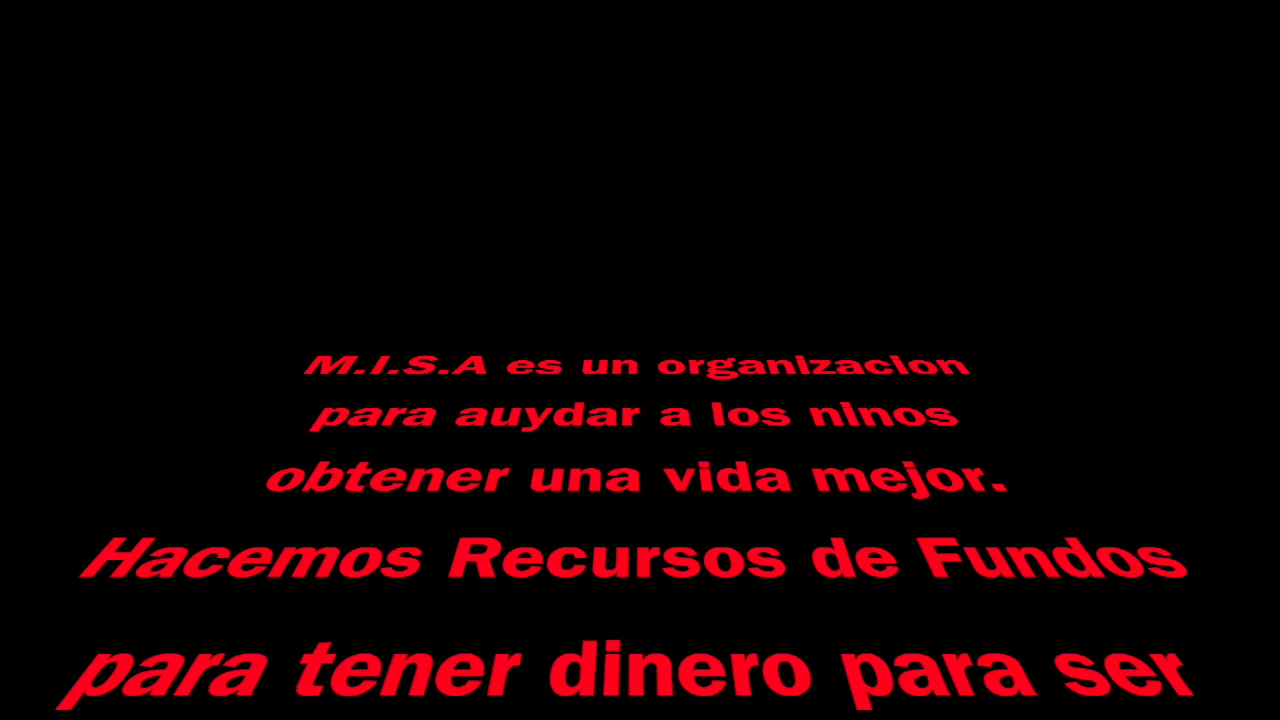 M.I.S.A es un organizacion
para auydar a los ninos
obtener una vida mejor.
Hacemos Recursos de Fundos
para tener dinero para ser